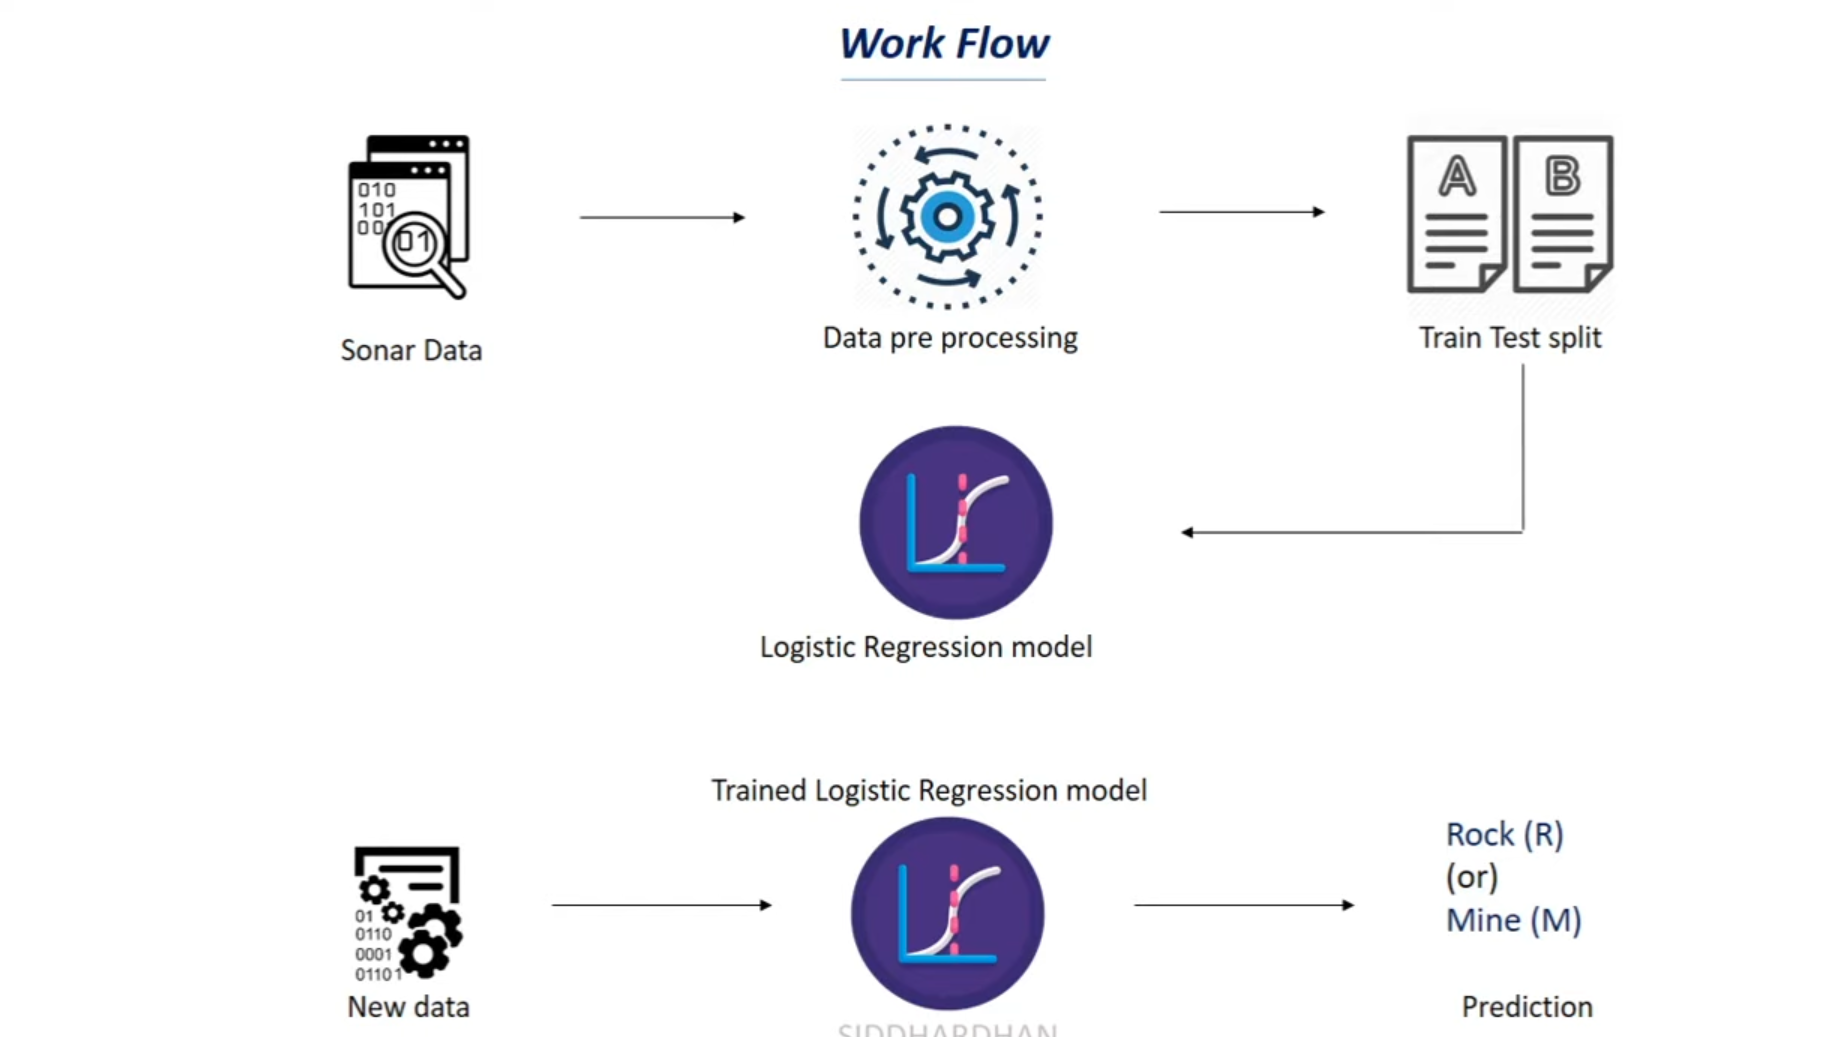 Work Flow
010
101
00
01
A
B
Sonar Data
Data pre processing
Train Test split
Logistic Regression model
Trained Logistic Regression model
Rock (R)
(or)
Mine (M)
01
0110
0001
01101
New data
Prediction
SIDDHARDHAN